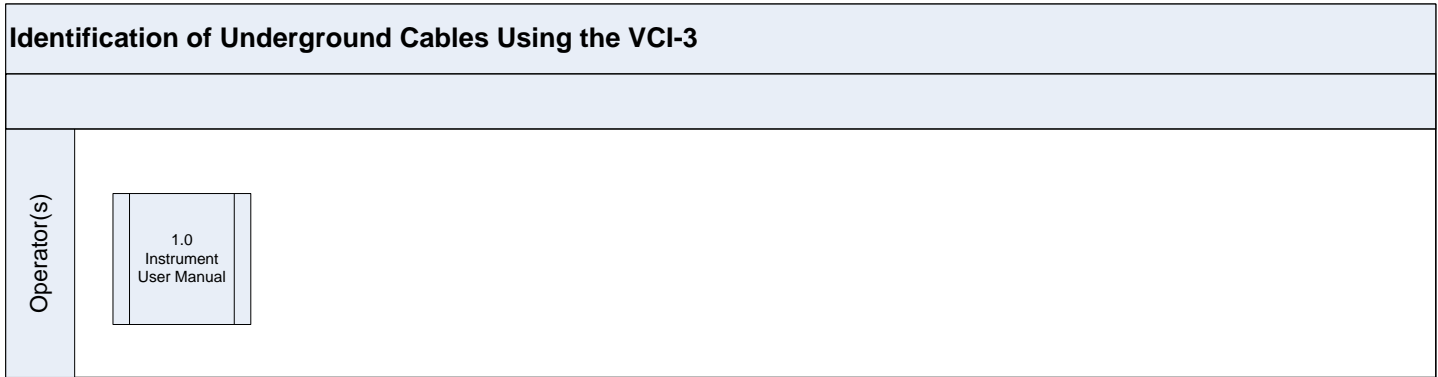 Identification of Underground Cables Using the VCI-3
Operator(s)
1.0
Instrument
User Manual